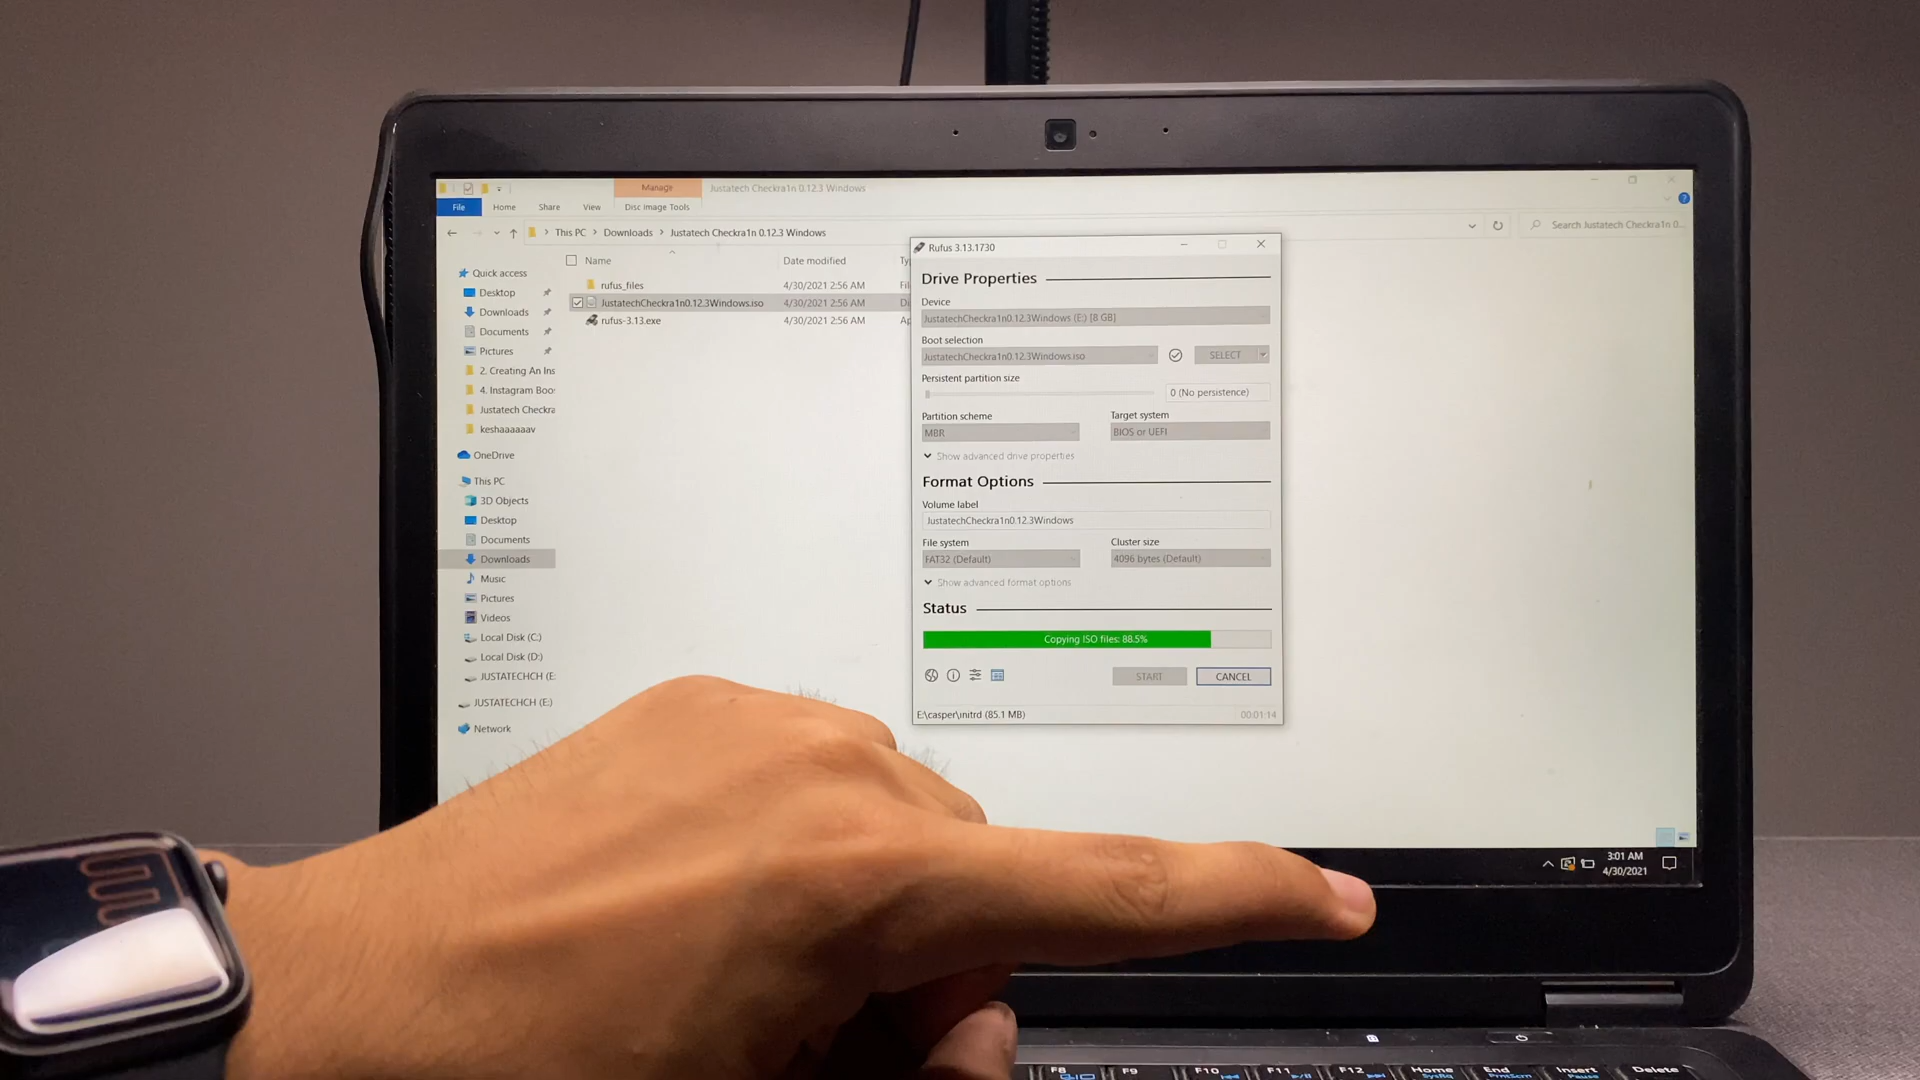 Manage
Justatech Checkra1n 0.12.3 Windows
File
Home
Share
View
Disc Image Tools
This PC > Downloads > Justatech Checkra1n 0.12.3 Windows
Search Justatech Checkra1n 0...
Name
Date modified
Ty
rufus_files
4/30/2021 2:56 AM
Fil
JustatechCheckra1n0.12.3Windows.iso
4/30/2021 2:56 AM
Di
rufus-3.13.exe
4/30/2021 2:56 AM
Ap
Quick access
Desktop
Downloads
Documents
Pictures
2. Creating An Ins
4. Instagram Boo
Justatech Checkra
keshaaaaaav
OneDrive
This PC
3D Objects
Desktop
Documents
Downloads
Music
Pictures
Videos
Local Disk (C:)
Local Disk (D:)
JUSTATECHCH (E:
JUSTATECHCH (E:)
Network
Rufus 3.13.1730
Drive Properties
Device
JustatechCheckra1n0.12.3Windows (E:) [8 GB]
Boot selection
JustatechCheckra1n0.12.3Windows.iso
SELECT
Persistent partition size
0 (No persistence)
Partition scheme
Target system
MBR
BIOS or UEFI
Show advanced drive properties
Format Options
Volume label
JustatechCheckra1n0.12.3Windows
File system
Cluster size
FAT32 (Default)
4096 bytes (Default)
Show advanced format options
Status
Copying ISO files: 88.5%
START
CANCEL
E:\casper\initrd (85.1 MB)
00:01:14
3:01 AM
4/30/2021
F8
F9
F10
F11
F12
Home
SysRq
End
PrntScrn
Insert
Pause
Delete